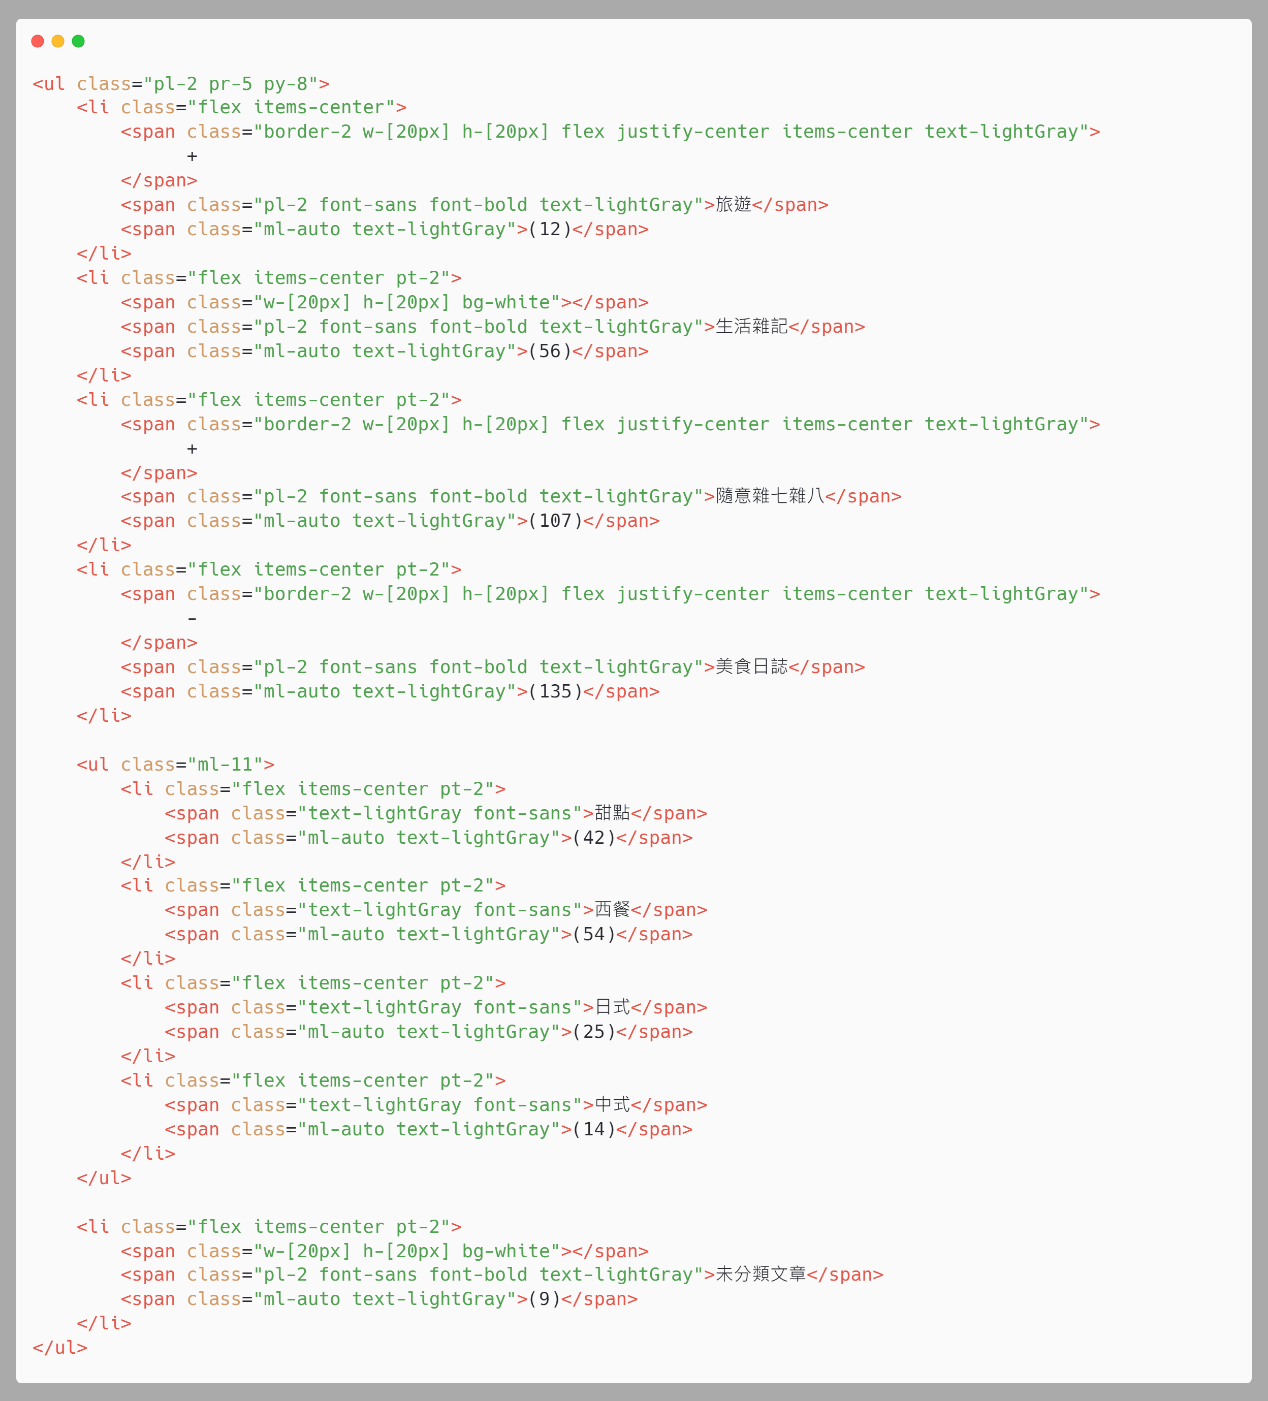 <ul class="pl-2 pr-5 py-8">
    <li class="flex items-center">
        <span class="border-2 w-[20px] h-[20px] flex justify-center items-center text-lightGray">
              +
        </span>
        <span class="pl-2 font-sans font-bold text-lightGray">旅遊</span>
        <span class="ml-auto text-lightGray">(12)</span>
    </li>
    <li class="flex items-center pt-2">
        <span class="w-[20px] h-[20px] bg-white"></span>
        <span class="pl-2 font-sans font-bold text-lightGray">生活雜記</span>
        <span class="ml-auto text-lightGray">(56)</span>
    </li>
    <li class="flex items-center pt-2">
        <span class="border-2 w-[20px] h-[20px] flex justify-center items-center text-lightGray">
              +
        </span>
        <span class="pl-2 font-sans font-bold text-lightGray">隨意雜七雜八</span>
        <span class="ml-auto text-lightGray">(107)</span>
    </li>
    <li class="flex items-center pt-2">
        <span class="border-2 w-[20px] h-[20px] flex justify-center items-center text-lightGray">
              -
        </span>
        <span class="pl-2 font-sans font-bold text-lightGray">美食日誌</span>
        <span class="ml-auto text-lightGray">(135)</span>
    </li>

    <ul class="ml-11">
        <li class="flex items-center pt-2">
            <span class="text-lightGray font-sans">甜點</span>
            <span class="ml-auto text-lightGray">(42)</span>
        </li>
        <li class="flex items-center pt-2">
            <span class="text-lightGray font-sans">西餐</span>
            <span class="ml-auto text-lightGray">(54)</span>
        </li>
        <li class="flex items-center pt-2">
            <span class="text-lightGray font-sans">日式</span>
            <span class="ml-auto text-lightGray">(25)</span>
        </li>
        <li class="flex items-center pt-2">
            <span class="text-lightGray font-sans">中式</span>
            <span class="ml-auto text-lightGray">(14)</span>
        </li>
    </ul>

    <li class="flex items-center pt-2">
        <span class="w-[20px] h-[20px] bg-white"></span>
        <span class="pl-2 font-sans font-bold text-lightGray">未分類文章</span>
        <span class="ml-auto text-lightGray">(9)</span>
    </li>
</ul>